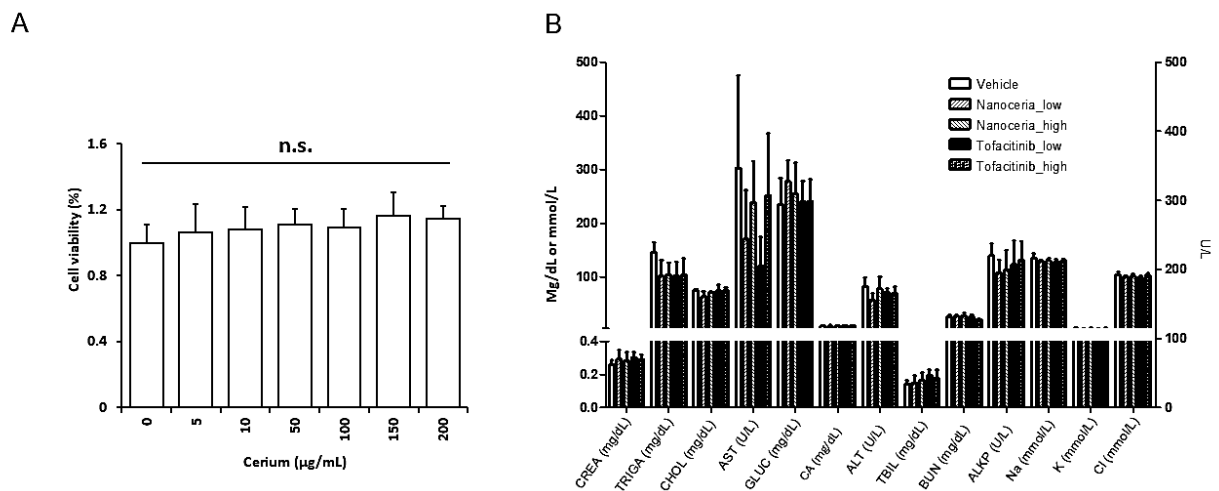 A
B
n.s.
Cell viability (%)
1.6
1.2
0.8
0.4
0
0
5
10
50
100
150
200
Cerium (µg/mL)
Vehicle
Nanoceria_low
Nanoceria_high
Tofacitinib_low
Tofacitinib_high
Mg/dL or mmol/L
500
400
300
200
100
0.4
0.2
0.0
U/L
500
400
300
200
100
0
CREA (mg/dL)
TRIGA (mg/dL)
CHOL (mg/dL)
AST (U/L)
GLUC (mg/dL)
CA (mg/dL)
ALT (U/L)
TBIL (mg/dL)
BUN (mg/dL)
ALKP (U/L)
Na (mmol/L)
K (mmol/L)
Cl (mmol/L)